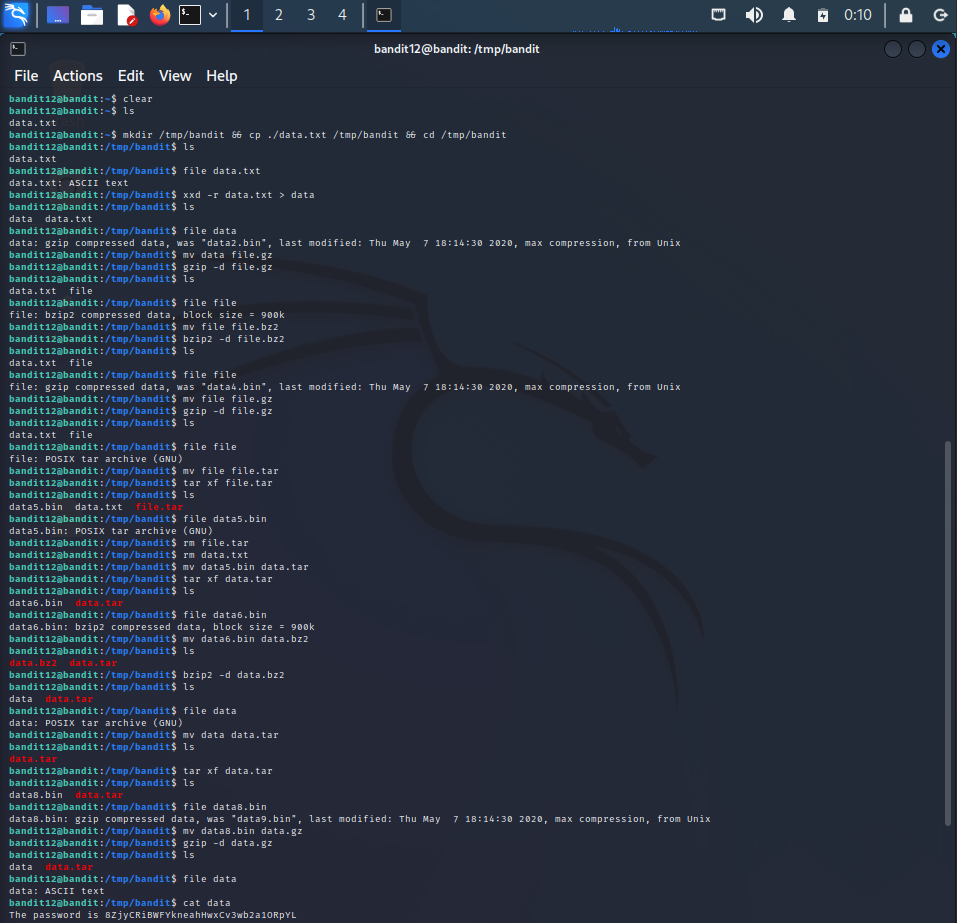 1 2 3 4 0:10
bandit12@bandit: /tmp/bandit
File Actions Edit View Help
bandit12@bandit:~$ clear
bandit12@bandit:~$ ls
data.txt
bandit12@bandit:~$ mkdir /tmp/bandit && cp ./data.txt /tmp/bandit && cd /tmp/bandit
bandit12@bandit:/tmp/bandit$ ls
data.txt
bandit12@bandit:/tmp/bandit$ file data.txt
data.txt: ASCII text
bandit12@bandit:/tmp/bandit$ xxd -r data.txt > data
bandit12@bandit:/tmp/bandit$ ls
data  data.txt
bandit12@bandit:/tmp/bandit$ file data
data: gzip compressed data, was "data2.bin", last modified: Thu May  7 18:14:30 2020, max compression, from Unix
bandit12@bandit:/tmp/bandit$ mv data file.gz
bandit12@bandit:/tmp/bandit$ gzip -d file.gz
bandit12@bandit:/tmp/bandit$ ls
data.txt  file
bandit12@bandit:/tmp/bandit$ file file
file: bzip2 compressed data, block size = 900k
bandit12@bandit:/tmp/bandit$ mv file file.bz2
bandit12@bandit:/tmp/bandit$ bzip2 -d file.bz2
bandit12@bandit:/tmp/bandit$ ls
data.txt  file
bandit12@bandit:/tmp/bandit$ file file
file: gzip compressed data, was "data4.bin", last modified: Thu May  7 18:14:30 2020, max compression, from Unix
bandit12@bandit:/tmp/bandit$ mv file file.gz
bandit12@bandit:/tmp/bandit$ gzip -d file.gz
bandit12@bandit:/tmp/bandit$ ls
data.txt  file
bandit12@bandit:/tmp/bandit$ file file
file: POSIX tar archive (GNU)
bandit12@bandit:/tmp/bandit$ mv file file.tar
bandit12@bandit:/tmp/bandit$ tar xf file.tar
bandit12@bandit:/tmp/bandit$ ls
data5.bin  data.txt  file.tar
bandit12@bandit:/tmp/bandit$ file data5.bin
data5.bin: POSIX tar archive (GNU)
bandit12@bandit:/tmp/bandit$ rm file.tar
bandit12@bandit:/tmp/bandit$ rm data.txt
bandit12@bandit:/tmp/bandit$ mv data5.bin data.tar
bandit12@bandit:/tmp/bandit$ tar xf data.tar
bandit12@bandit:/tmp/bandit$ ls
data6.bin  data.tar
bandit12@bandit:/tmp/bandit$ file data6.bin
data6.bin: bzip2 compressed data, block size = 900k
bandit12@bandit:/tmp/bandit$ mv data6.bin data.bz2
bandit12@bandit:/tmp/bandit$ ls
data.bz2  data.tar
bandit12@bandit:/tmp/bandit$ bzip2 -d data.bz2
bandit12@bandit:/tmp/bandit$ ls
data  data.tar
bandit12@bandit:/tmp/bandit$ file data
data: POSIX tar archive (GNU)
bandit12@bandit:/tmp/bandit$ mv data data.tar
bandit12@bandit:/tmp/bandit$ ls
data.tar
bandit12@bandit:/tmp/bandit$ tar xf data.tar
bandit12@bandit:/tmp/bandit$ ls
data8.bin  data.tar
bandit12@bandit:/tmp/bandit$ file data8.bin
data8.bin: gzip compressed data, was "data9.bin", last modified: Thu May  7 18:14:30 2020, max compression, from Unix
bandit12@bandit:/tmp/bandit$ mv data8.bin data.gz
bandit12@bandit:/tmp/bandit$ gzip -d data.gz
bandit12@bandit:/tmp/bandit$ ls
data  data.tar
bandit12@bandit:/tmp/bandit$ file data
data: ASCII text
bandit12@bandit:/tmp/bandit$ cat data
The password is 8ZjyCRiBWFYkneahHwxCv3wb2a1ORpYL